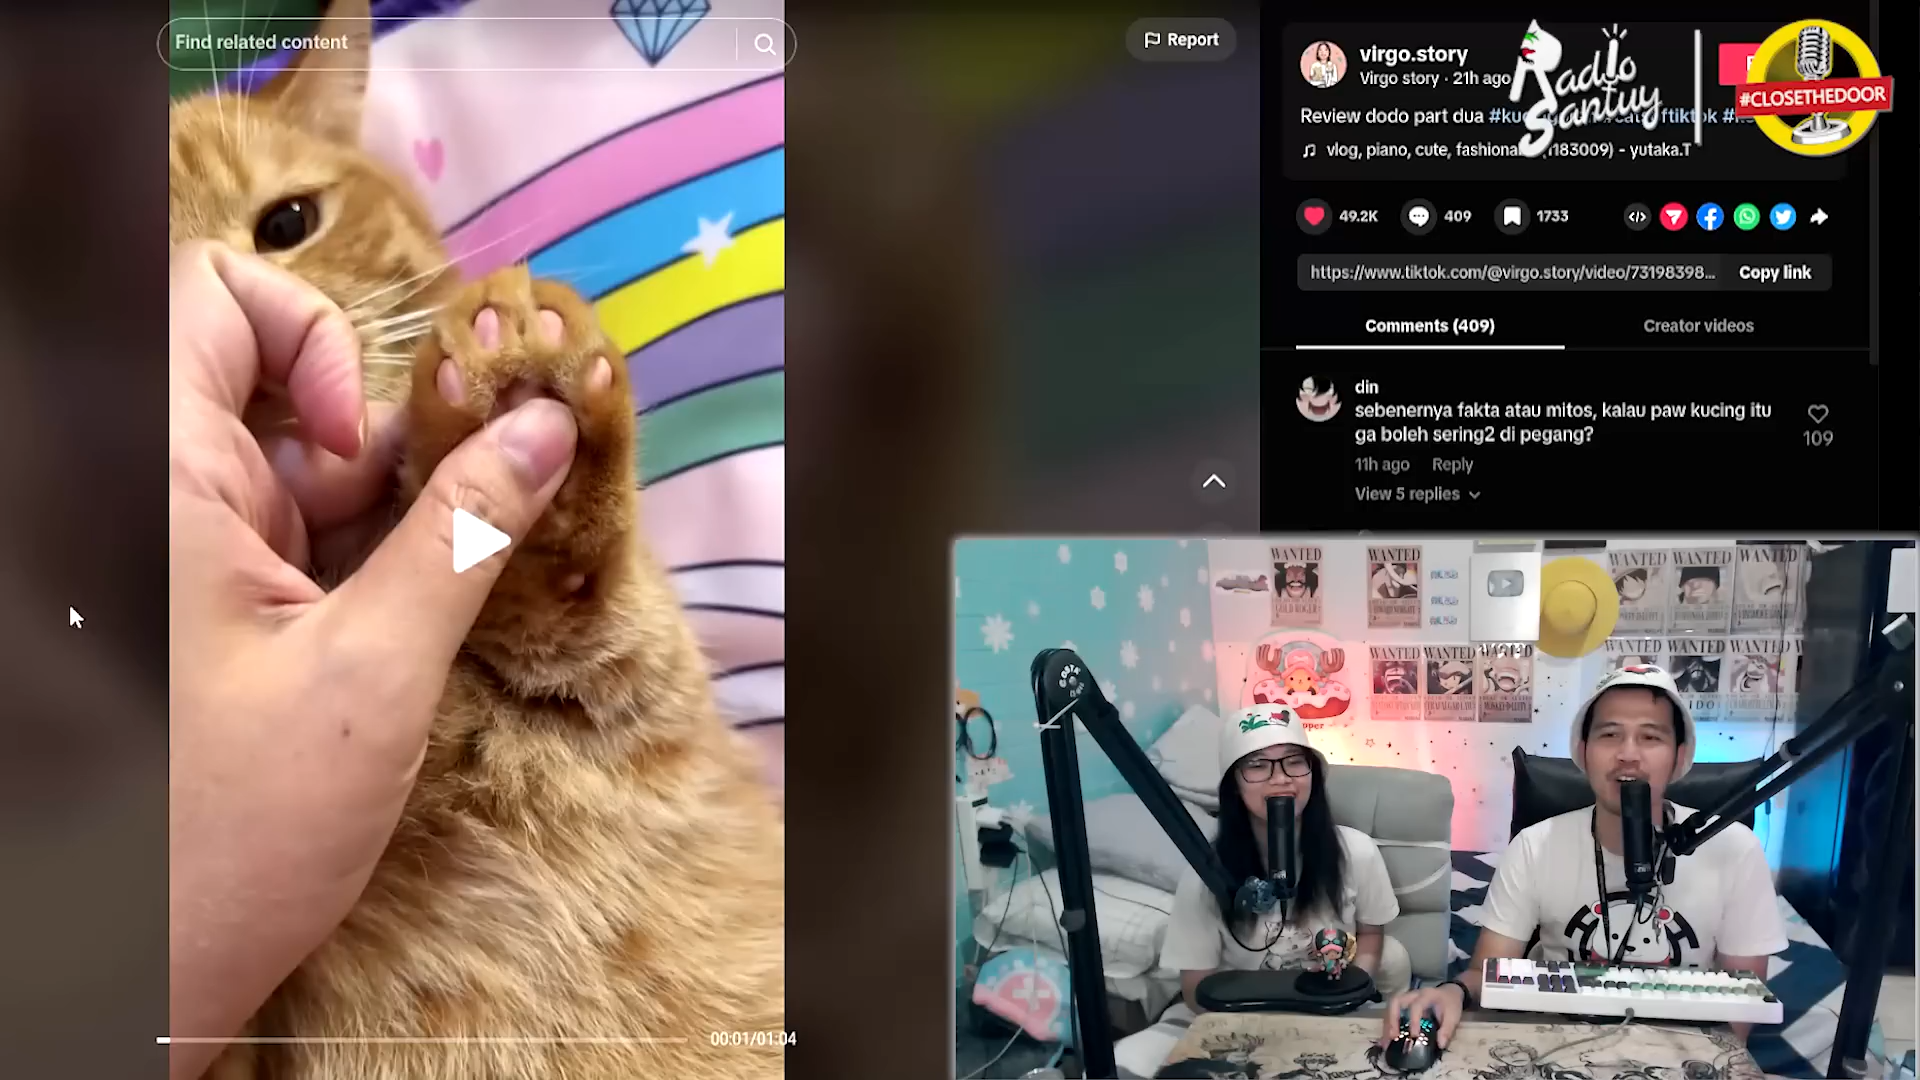 Find related content
Report
virgo.story
Virgo story · 21h ago
Radio
Santuy
#CLOSETHEDOOR
Review dodo part dua
vlog, piano, cute,
- yutaka.T
49.2K
409
1733
https://www.tiktok.com/@virgo.story/video/73198398...
Copy link
Comments (409)
Creator videos
din
sebenernya fakta atau mitos, kalau paw kucing itu
ga boleh sering2 di pegang?
109
11h ago
Reply
View 5 replies
00:01/01:04
WANTED
WANTED
WANTED
WANTED
WANTED
GOLD ROGER
WANTED
WANTED
WANTED
WANTED
WANTED
WANTED